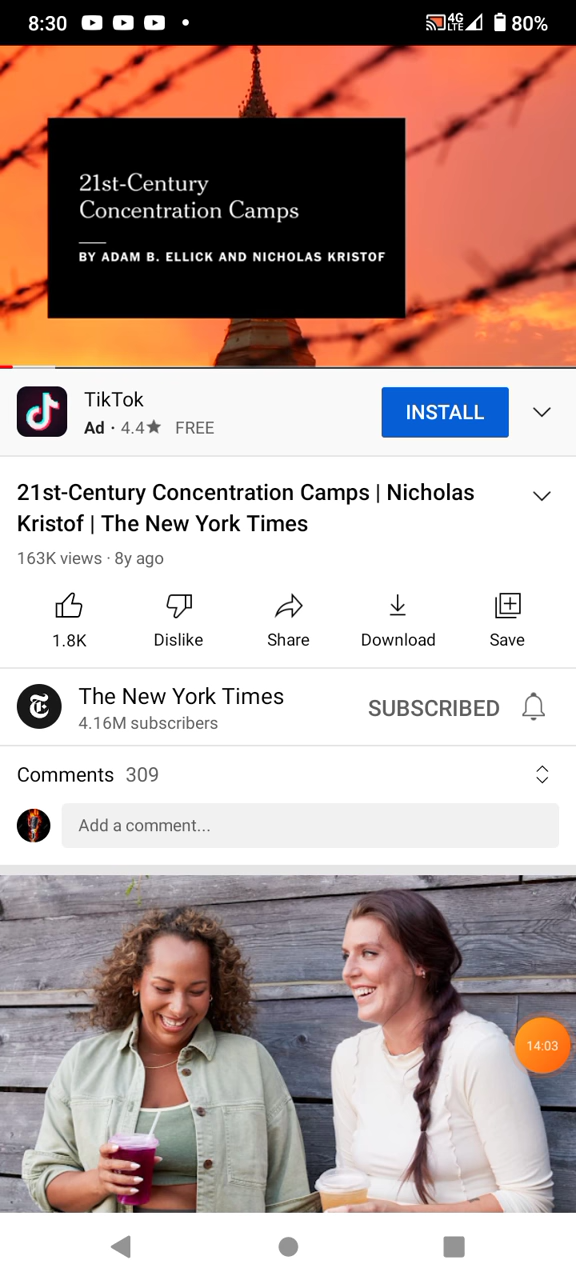 8:30
4G
LTE
80%
21st-Century
Concentration Camps
BY ADAM B. ELLICK AND NICHOLAS KRISTOF
TikTok
Ad · 4.4★ FREE
INSTALL
21st-Century Concentration Camps | Nicholas
Kristof | The New York Times
163K views · 8y ago
1.8K
Dislike
Share
Download
Save
The New York Times
4.16M subscribers
SUBSCRIBED
Comments 309
Add a comment...
14:03